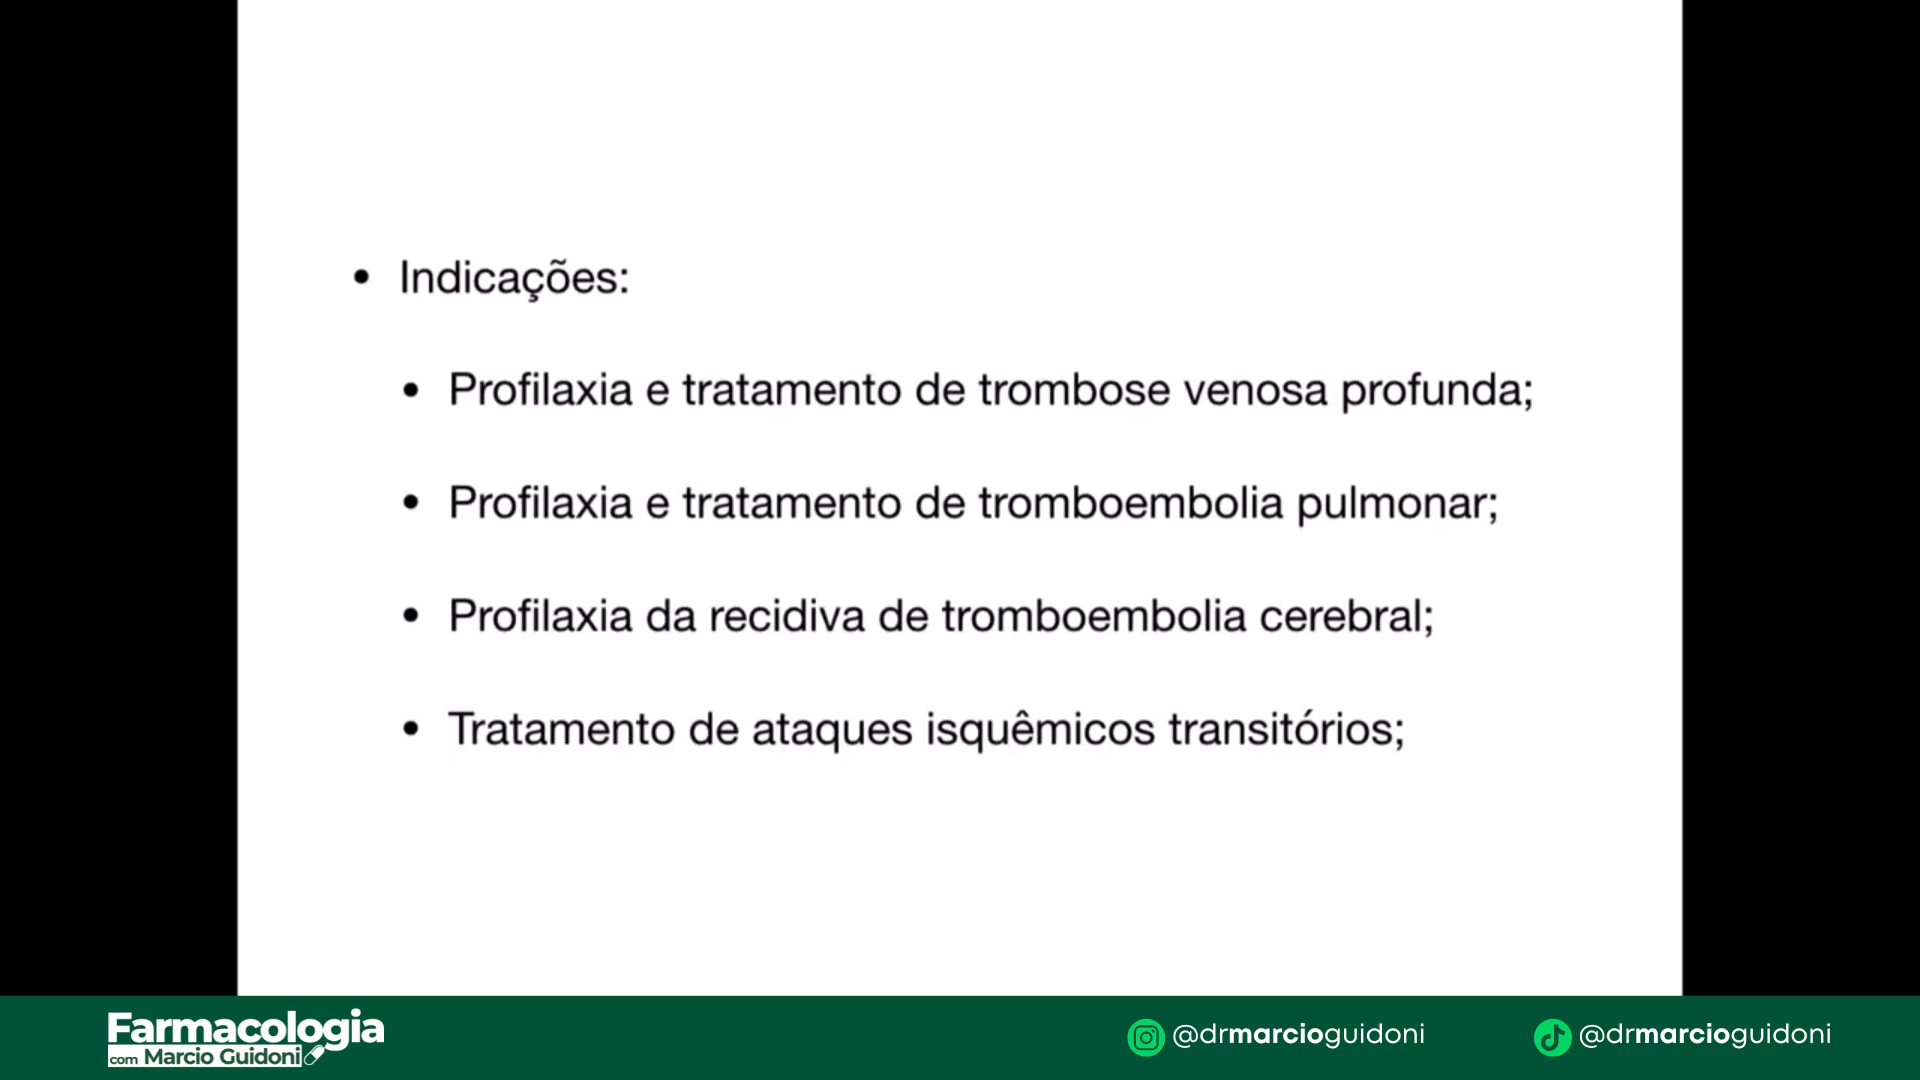 • Indicações:
• Profilaxia e tratamento de trombose venosa profunda;
• Profilaxia e tratamento de tromboembolia pulmonar;
• Profilaxia da recidiva de tromboembolia cerebral;
• Tratamento de ataques isquêmicos transitórios;
Farmacologia
com Marcio Guidoni
@drmarcioguidoni
@drmarcioguidoni